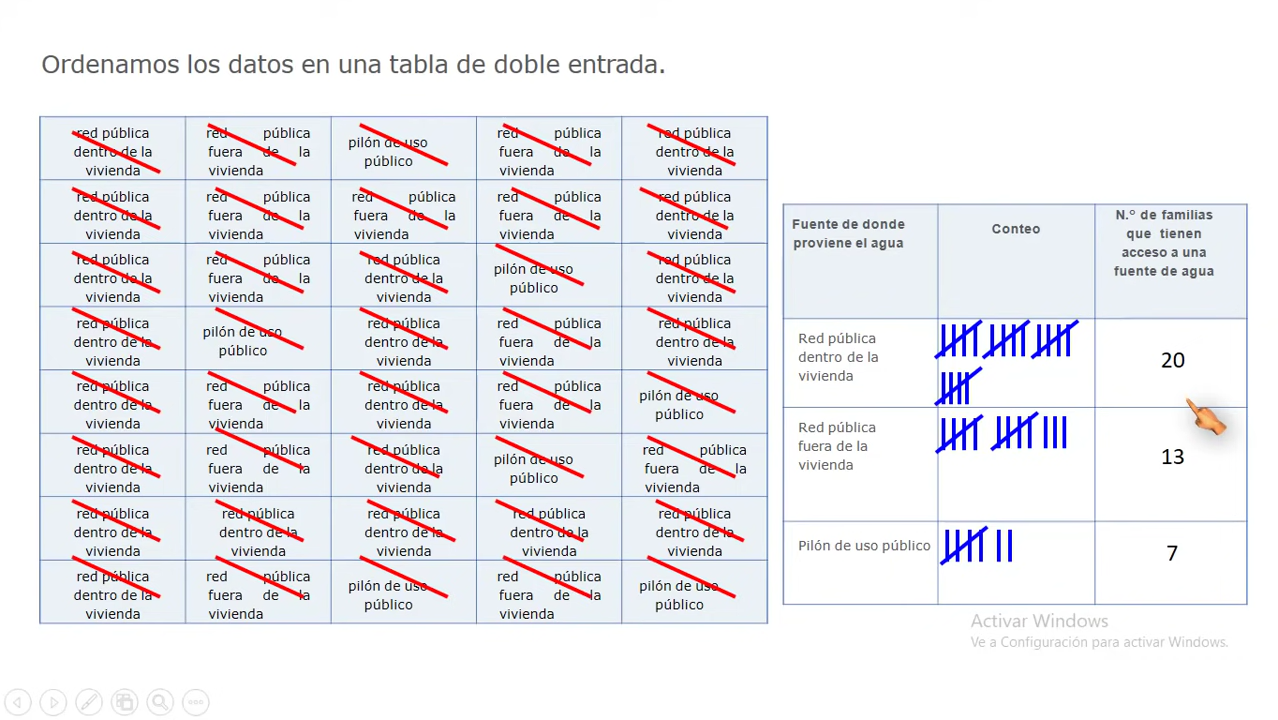 Ordenamos los datos en una tabla de doble entrada.
red pública dentro de la vivienda
red pública fuera de la vivienda
pilón de uso público
red pública fuera de la vivienda
red pública dentro de la vivienda
red pública dentro de la vivienda
red pública fuera de la vivienda
red pública fuera de la vivienda
red pública fuera de la vivienda
red pública dentro de la vivienda
red pública dentro de la vivienda
red pública fuera de la vivienda
red pública dentro de la vivienda
pilón de uso público
red pública dentro de la vivienda
red pública dentro de la vivienda
pilón de uso público
red pública dentro de la vivienda
red pública fuera de la vivienda
red pública dentro de la vivienda
red pública dentro de la vivienda
red pública fuera de la vivienda
red pública dentro de la vivienda
red pública fuera de la vivienda
pilón de uso público
red pública dentro de la vivienda
red pública fuera de la vivienda
red pública dentro de la vivienda
pilón de uso público
red pública fuera de la vivienda
red pública dentro de la vivienda
red pública dentro de la vivienda
red pública dentro de la vivienda
red pública dentro de la vivienda
red pública dentro de la vivienda
red pública dentro de la vivienda
red pública fuera de la vivienda
pilón de uso público
red pública fuera de la vivienda
pilón de uso público
Fuente de donde
proviene el agua
Conteo
N.° de familias
que tienen
acceso a una
fuente de agua
Red pública
dentro de la
vivienda
20
Red pública
fuera de la
vivienda
13
Pilón de uso público
7
Activar Windows
Ve a Configuración para activar Windows.